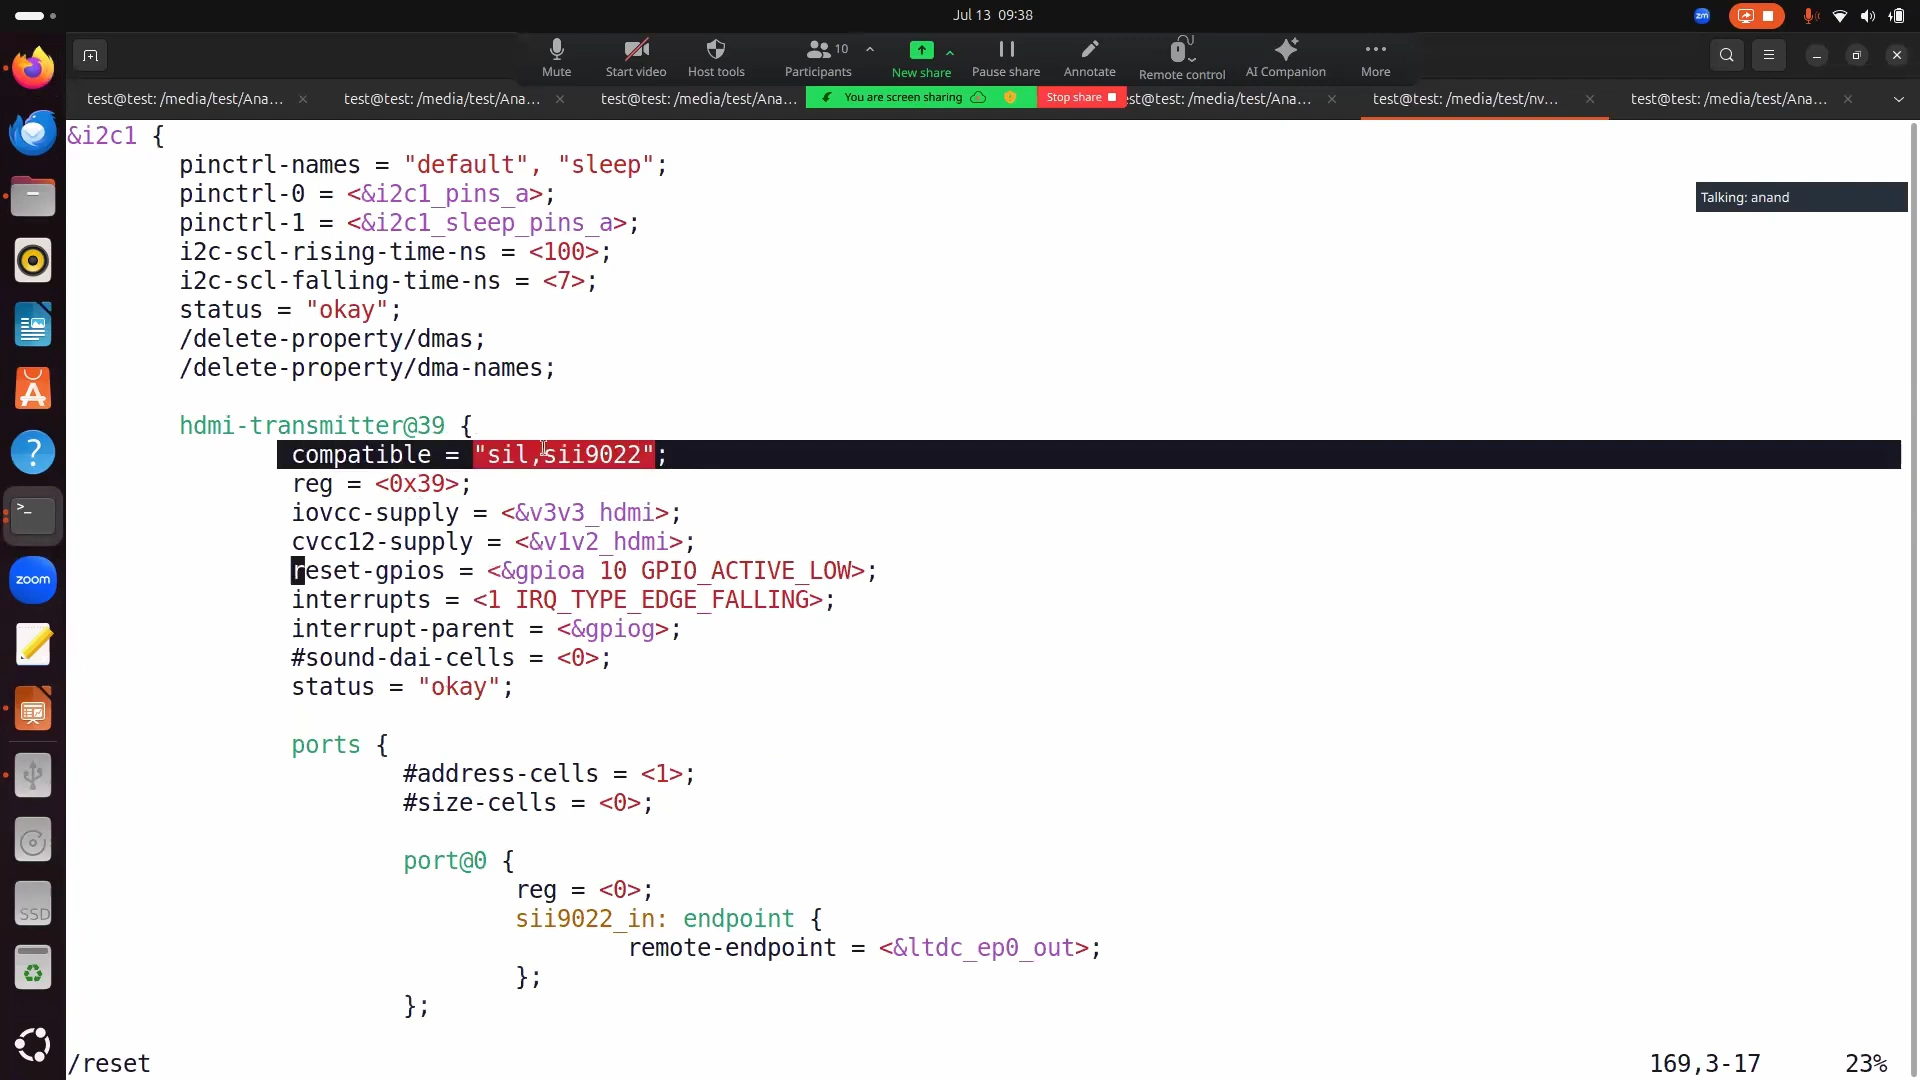 Jul 13 09:38
zm
Mute
Start video
Host tools
10
Participants
New share
Pause share
Annotate
Remote control
AI Companion
More
test@test: /media/test/Ana...
test@test: /media/test/Ana...
test@test: /media/test/Ana...
You are screen sharing
Stop share
est@test: /media/test/Ana...
test@test: /media/test/nv...
test@test: /media/test/Ana...
Talking: anand
&i2c1 {
pinctrl-names = "default", "sleep";
pinctrl-0 = <&i2c1_pins_a>;
pinctrl-1 = <&i2c1_sleep_pins_a>;
i2c-scl-rising-time-ns = <100>;
i2c-scl-falling-time-ns = <7>;
status = "okay";
/delete-property/dmas;
/delete-property/dma-names;
hdmi-transmitter@39 {
compatible = "sil,sii9022";
reg = <0x39>;
iovcc-supply = <&v3v3_hdmi>;
cvcc12-supply = <&v1v2_hdmi>;
reset-gpios = <&gpioa 10 GPIO_ACTIVE_LOW>;
interrupts = <1 IRQ_TYPE_EDGE_FALLING>;
interrupt-parent = <&gpiog>;
#sound-dai-cells = <0>;
status = "okay";
ports {
#address-cells = <1>;
#size-cells = <0>;
port@0 {
reg = <0>;
sii9022_in: endpoint {
remote-endpoint = <&ltdc_ep0_out>;
};
};
/reset
169,3-17
23%
zoom
SSD